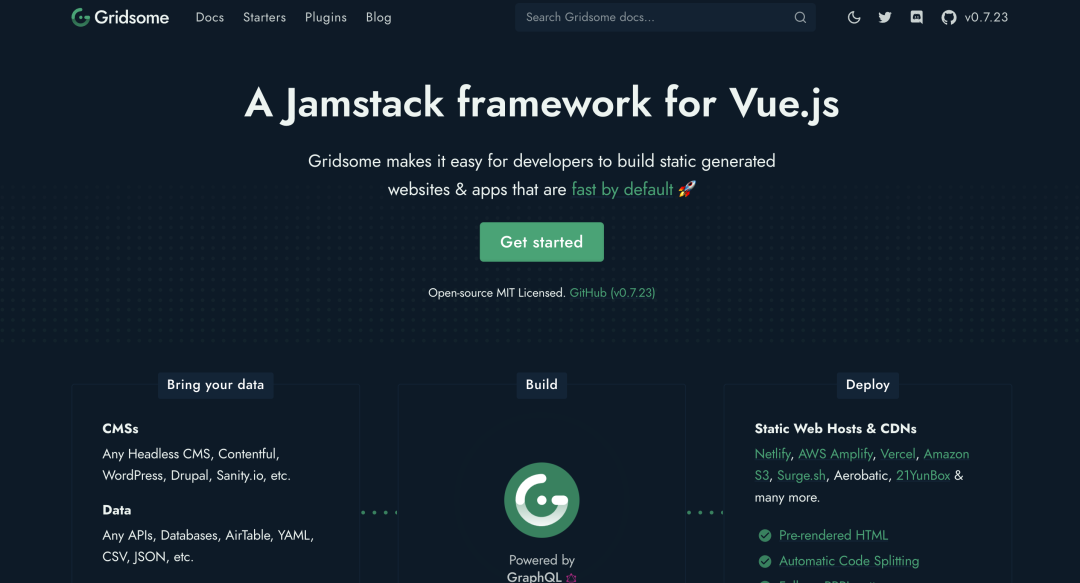 Gridsome Docs Starters Plugins Blog Search Gridsome docs... v0.7.23
A Jamstack framework for Vue.js
Gridsome makes it easy for developers to build static generated
websites & apps that are fast by default 🚀
Get started
Open-source MIT Licensed. GitHub (v0.7.23)
Bring your data
CMSs
Any Headless CMS, Contentful,
WordPress, Drupal, Sanity.io, etc.
Data
Any APIs, Databases, AirTable, YAML,
CSV, JSON, etc.
Build
Powered by
GraphQL
Deploy
Static Web Hosts & CDNs
Netlify, AWS Amplify, Vercel, Amazon
S3, Surge.sh, Aerobatic, 21YunBox &
many more.
Pre-rendered HTML
Automatic Code Splitting